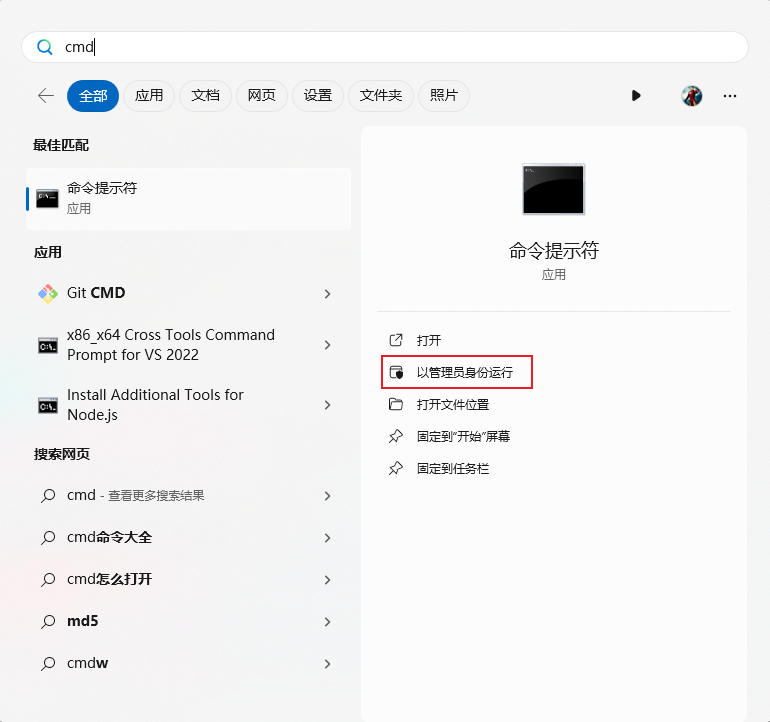 cmd
全部
应用
文档
网页
设置
文件夹
照片
最佳匹配
命令提示符
应用
应用
Git CMD
x86_x64 Cross Tools Command
Prompt for VS 2022
Install Additional Tools for
Node.js
搜索网页
cmd - 查看更多搜索结果
cmd命令大全
cmd怎么打开
md5
cmdw
命令提示符
应用
打开
以管理员身份运行
打开文件位置
固定到"开始"屏幕
固定到任务栏